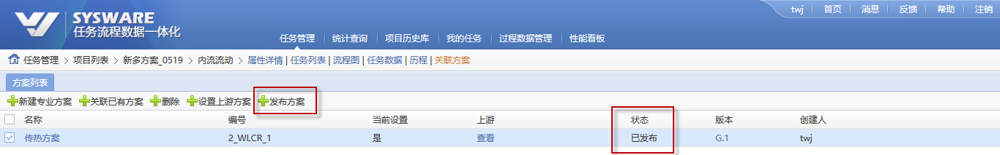 twj 首页 消息 反馈 帮助 注销
SYSWARE
任务流程数据一体化
任务管理 统计查询 项目历史库 我的任务 过程数据管理 性能看板
任务管理 > 项目列表 > 新多方案_0519 > 内流流动 > 属性详情 | 任务列表 | 流程图 | 任务数据 | 历程 | 关联方案
方案列表
新建专业方案 关联已有方案 删除 设置上游方案 发布方案
名称 编号 当前设置 上游 状态 版本 创建人
传热方案 2_WLCR_1 是 查看 已发布 G.1 twj